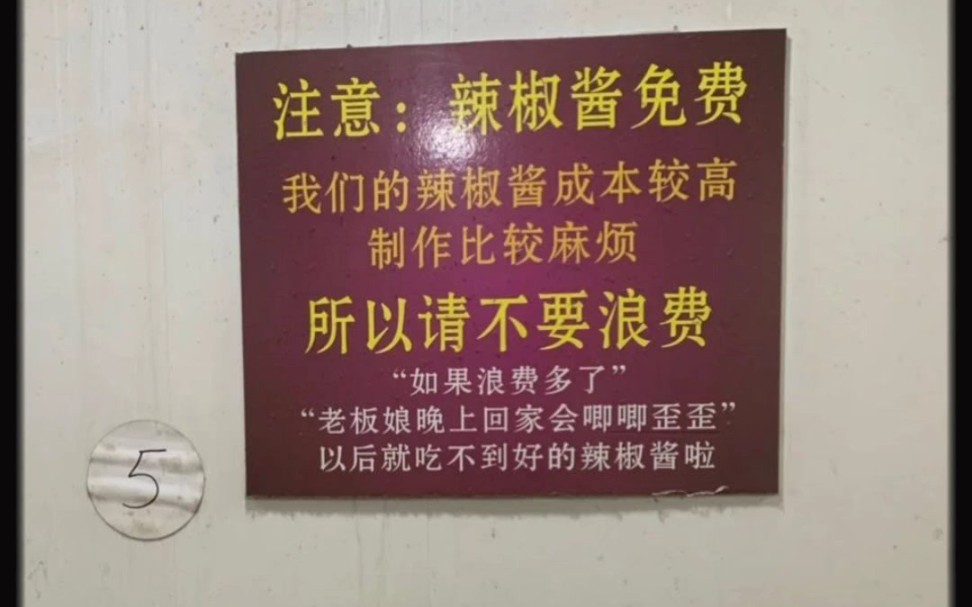 注意：辣椒酱免费
我们的辣椒酱成本较高
制作比较麻烦
所以请不要浪费
“如果浪费多了”
“老板娘晚上回家会唧唧歪歪”
以后就吃不到好的辣椒酱啦
5